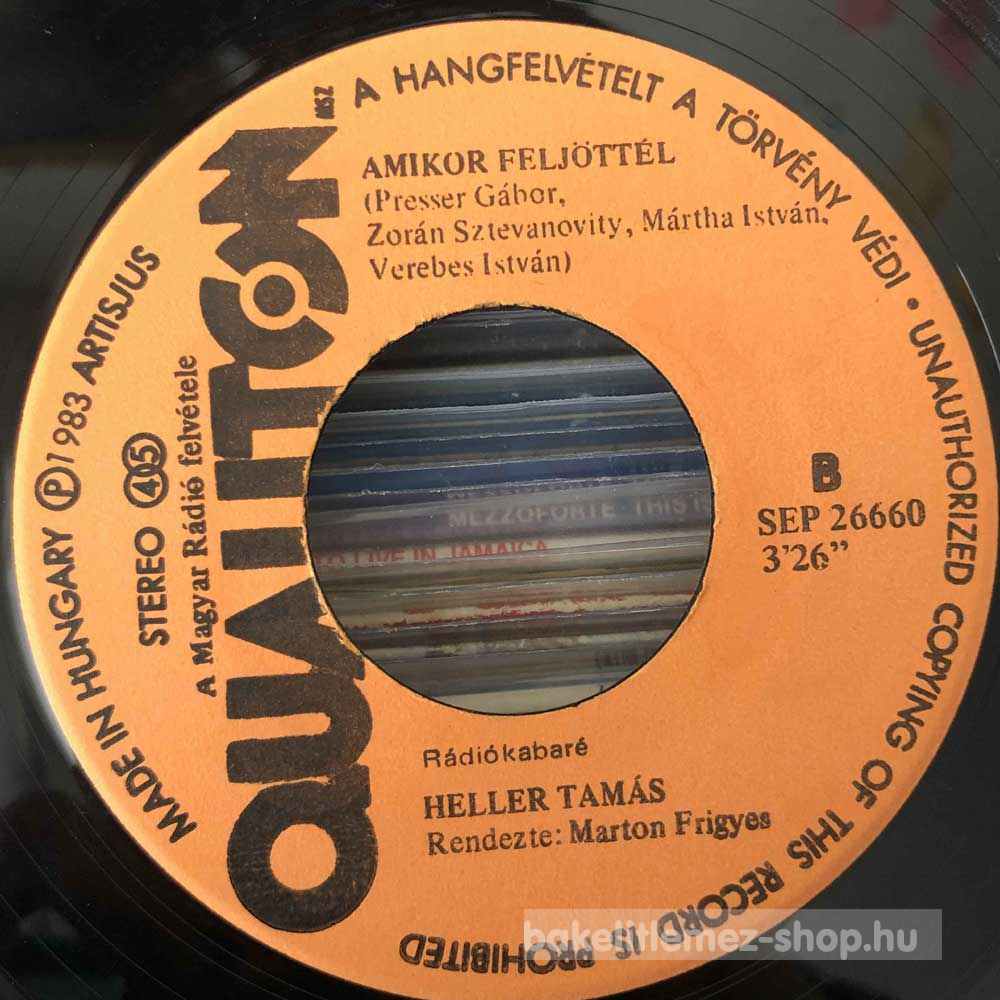 A HANGFELVÉTELT A TÖRVÉNY VÉDI • UNAUTHORIZED COPYING OF THIS RECORD IS PROHIBITED
MADE IN HUNGARY Ⓟ 1983 ARTISJUS
STEREO 45
A Magyar Rádió felvétele
QUALITON
MSZ
AMIKOR FELJÖTTÉL
(Presser Gábor,
Zorán Sztevanovity, Mártha István,
Verebes István)
B
SEP 26660
3’26”
MEZZOFORTE THIS
LIVE IN JAMAICA
Rádiókabaré
HELLER TAMÁS
Rendezte: Marton Frigyes
bakelitlemez-shop.hu